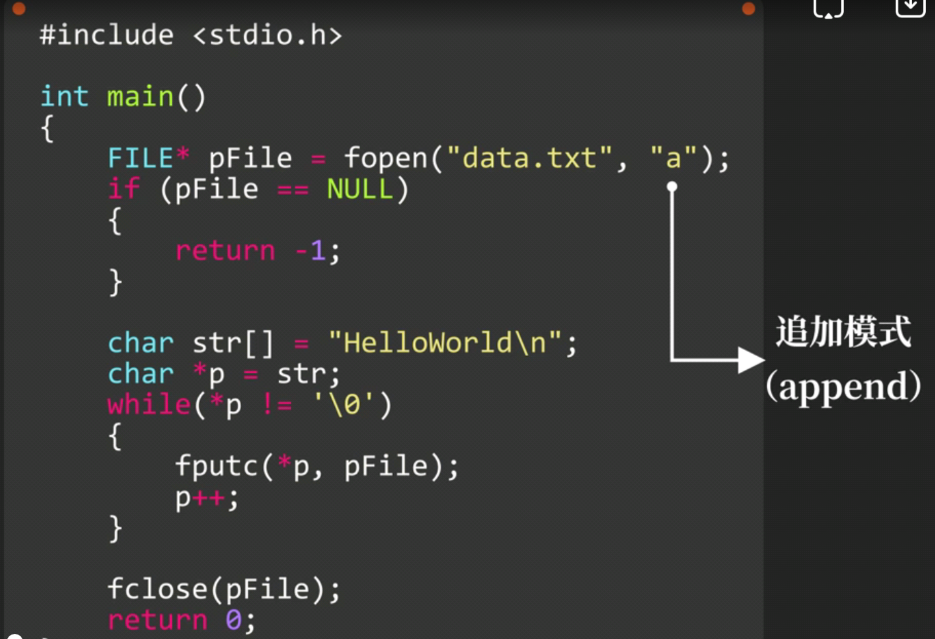 #include <stdio.h>
int main()
{
FILE* pFile = fopen("data.txt", "a");
if (pFile == NULL)
{
return -1;
}
char str[] = "HelloWorld\n";
char *p = str;
while(*p != '\0')
{
fputc(*p, pFile);
p++;
}
fclose(pFile);
return 0;
追加模式
(append)